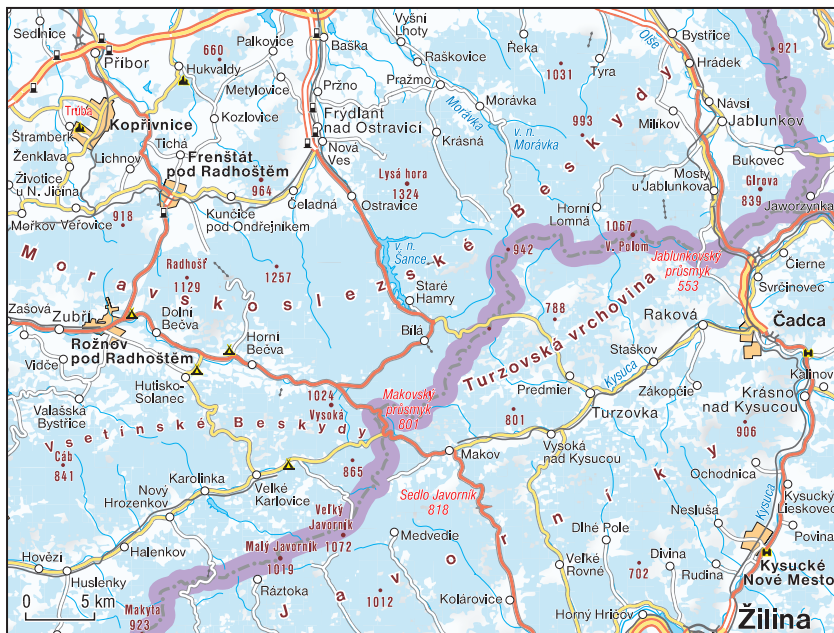 Sedlnice
Příbor
660
Palkovice
Hukvaldy
Metylovice
Baška
Vyšní
Lhoty
Raškovice
Řeka
Olše
Bystřice
921
Hrádek
1031
Tyra
Pržno
Pražmo
Morávka
Morávka
Návsí
Milíkov
Jablunkov
Trúba
Kopřivnice
Kozlovice
Frýdlant
nad Ostravicí
Krásná
v. n.
Morávka
993
Štramberk
Tichá
Nová
Ves
Bukovec
Ženklava
Lichnov
Frenštát
pod Radhoštěm
Lysá hora
1324
Mosty
u Jablunkova
Girova
839
Životice
u N. Jičína
964
Čeladná
Ostravice
Horní
Lomná
Jaworzynka
Mořkov
Veřovice
918
Kunčice
pod Ondřejníkem
1067
V. Polom
942
Jablunkovský
průsmyk
553
Čierne
Svrčinovec
Radhošť
1129
1257
v. n.
Šance
Staré
Hamry
Moravskoslezské Beskydy
788
Turzovská vrchovina
Raková
Čadca
Zašová
Zubří
Dolní
Bečva
Bílá
Rožnov
pod Radhoštěm
Horní
Bečva
Staškov
Vidče
Hutisko-
Solanec
Predmier
Kysuca
Zákopčie
Kalinov
Krásno
nad Kysucou
1024
Vysoká
Makovský
průsmyk
801
Turzovka
Valašská
Bystřice
801
906
Vsetínské Beskydy
Vysoká
nad Kysucou
Makov
Cáb
841
865
Ochodnica
Karolinka
Velké
Karlovice
Sedlo Javorník
818
Kysucký
Lieskovec
Nový
Hrozenkov
Veľký
Javorník
1072
Nesluša
Kysuca
Povina
Dlhé Pole
Medvedie
Halenkov
Malý Javorník
1019
Divina
Hovězí
Veľké
Rovné
702
Rudina
Kysucké
Nové Mesto
Huslenky
Ráztoka
1012
Javorníky
0
5 km
Makyta
923
Kolárovice
Horný Hričov
Žilina